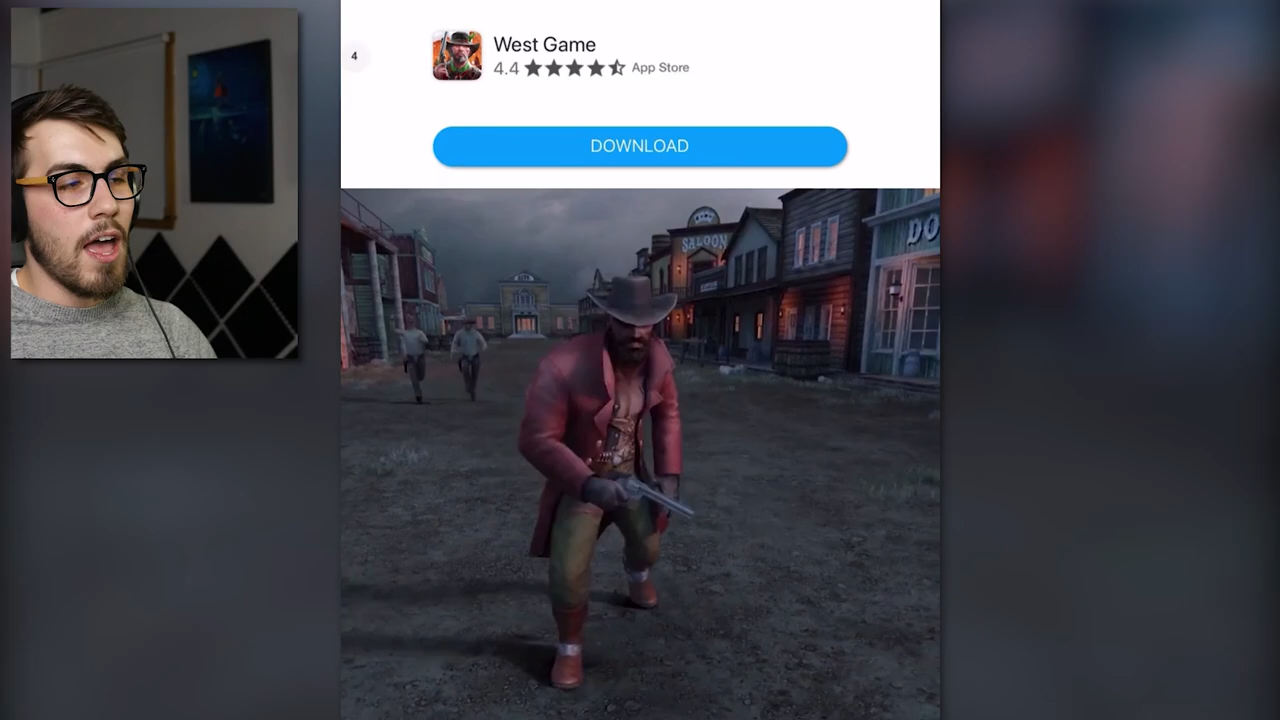 4
West Game
4.4 App Store
DOWNLOAD
SALOON
DO